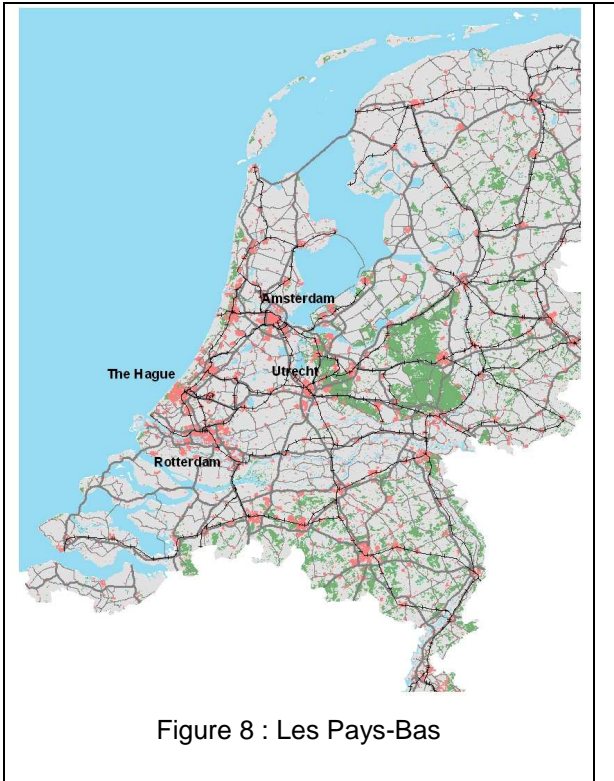 Amsterdam
Utrecht
The Hague
Rotterdam
Figure 8 : Les Pays-Bas